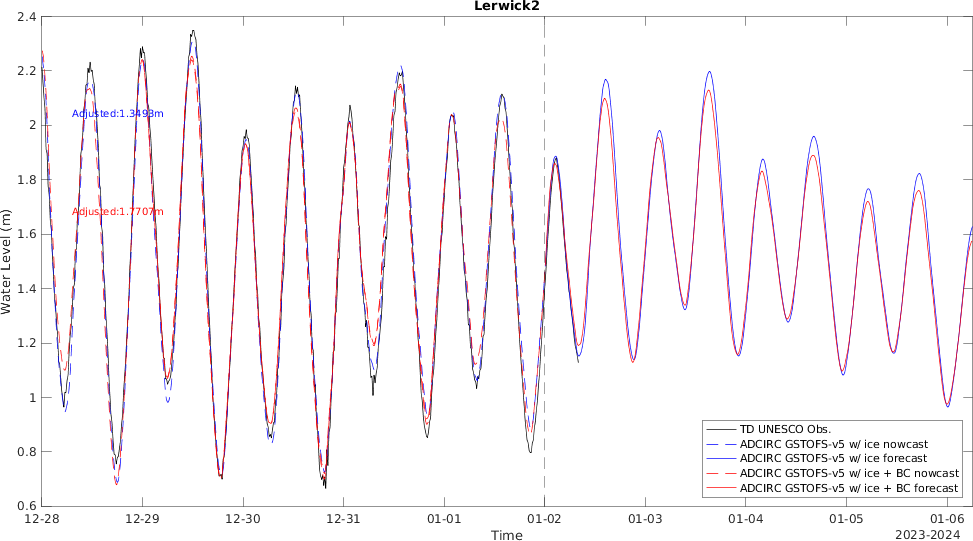 Lerwick2
2.4
2.2
2
1.8
1.6
1.4
1.2
1
0.8
0.6
Water Level (m)
Adjusted:1.3493m
Adjusted:1.7707m
TD UNESCO Obs.
ADCIRC GSTOFS-v5 w/ ice nowcast
ADCIRC GSTOFS-v5 w/ ice forecast
ADCIRC GSTOFS-v5 w/ ice + BC nowcast
ADCIRC GSTOFS-v5 w/ ice + BC forecast
12-28 12-29 12-30 12-31 01-01 01-02 01-03 01-04 01-05 01-06
Time
2023-2024